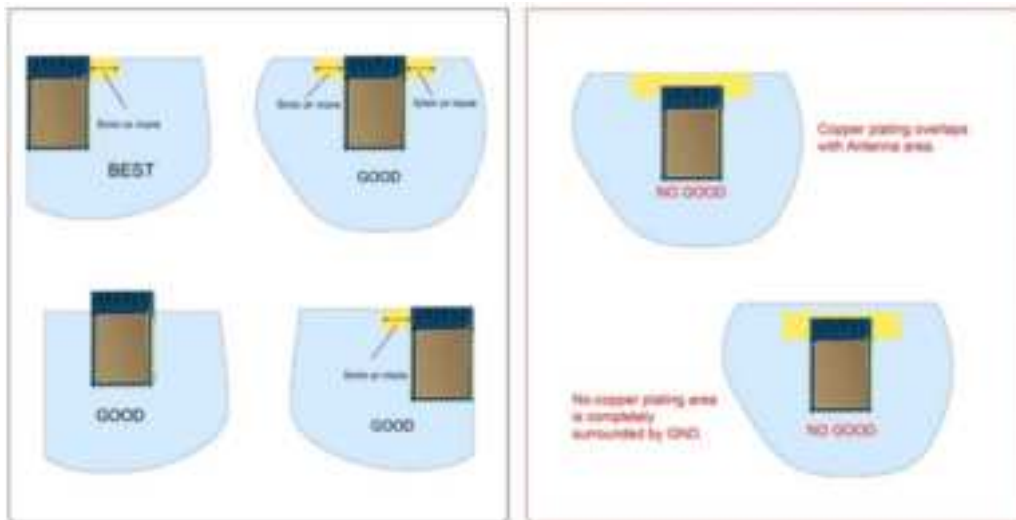 5mm or more
BEST
5mm or more
5mm or more
GOOD
Copper plating overlaps
with Antenna area.
NO GOOD
GOOD
5mm or more
GOOD
No-copper plating area
is completely
surrounded by GND.
NO GOOD